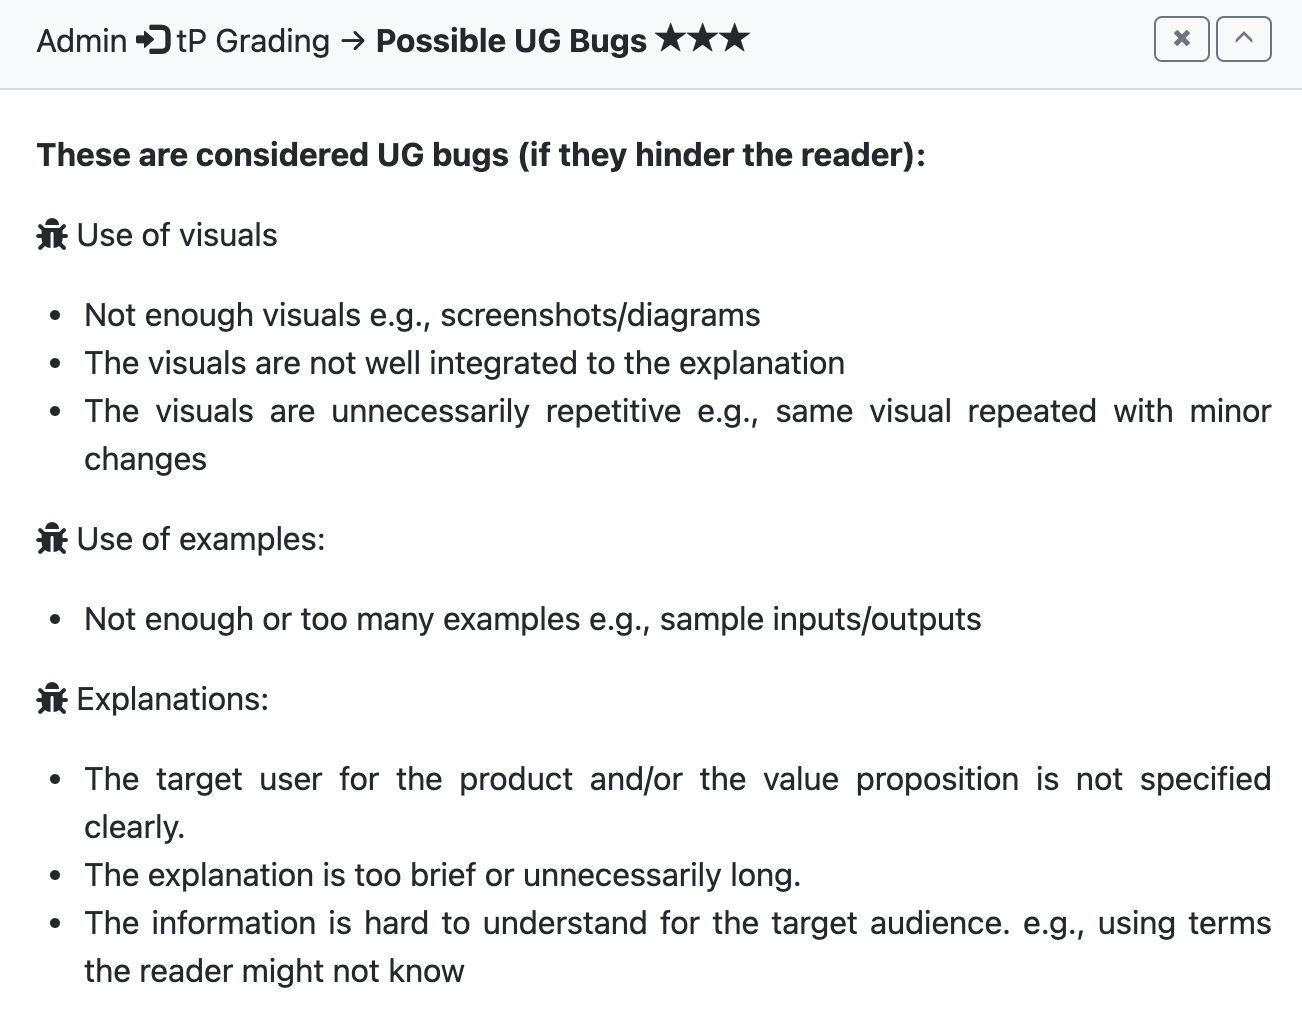 Admin tP Grading → Possible UG Bugs ★★★
These are considered UG bugs (if they hinder the reader):
Use of visuals
• Not enough visuals e.g., screenshots/diagrams
• The visuals are not well integrated to the explanation
• The visuals are unnecessarily repetitive e.g., same visual repeated with minor
changes
Use of examples:
• Not enough or too many examples e.g., sample inputs/outputs
Explanations:
• The target user for the product and/or the value proposition is not specified
clearly.
• The explanation is too brief or unnecessarily long.
• The information is hard to understand for the target audience. e.g., using terms
the reader might not know